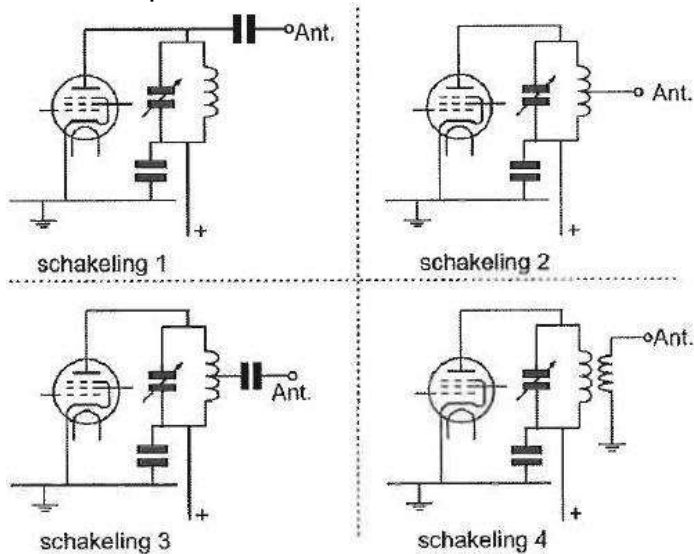 Ant.
+
schakeling 1
Ant.
+
schakeling 2
Ant.
+
schakeling 3
Ant.
+
schakeling 4